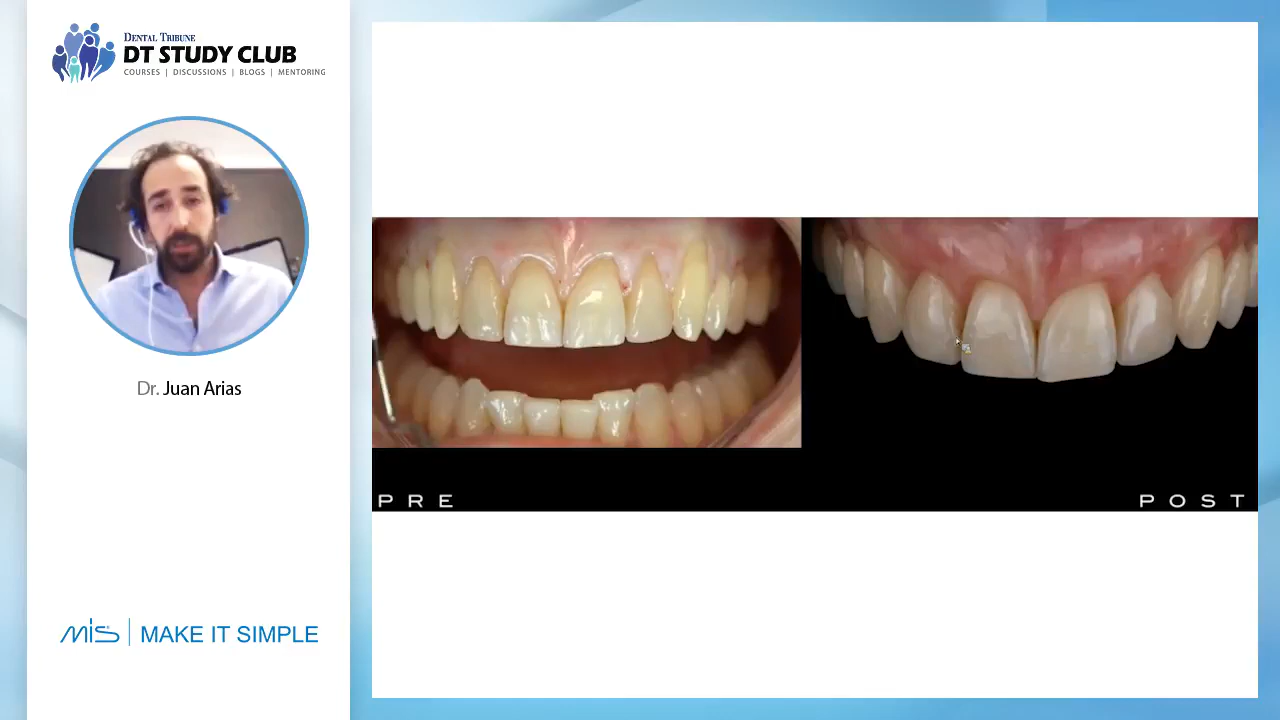 DENTAL TRIBUNE
DT STUDY CLUB
COURSES | DISCUSSIONS | BLOGS | MENTORING
Dr. Juan Arias
mis® | MAKE IT SIMPLE
PRE
POST